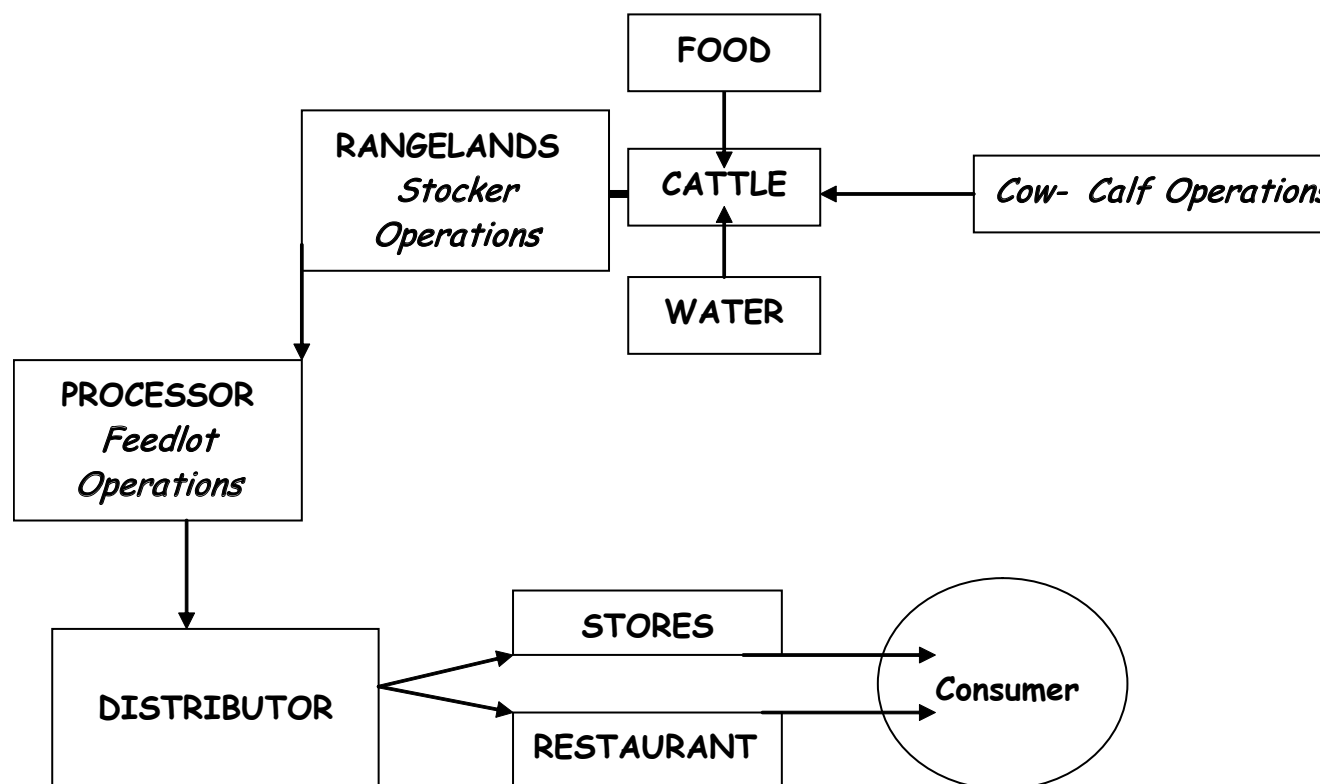 FOOD
RANGELANDS
Stocker
Operations
CATTLE
Cow- Calf Operations
WATER
PROCESSOR
Feedlot
Operations
STORES
DISTRIBUTOR
Consumer
RESTAURANT